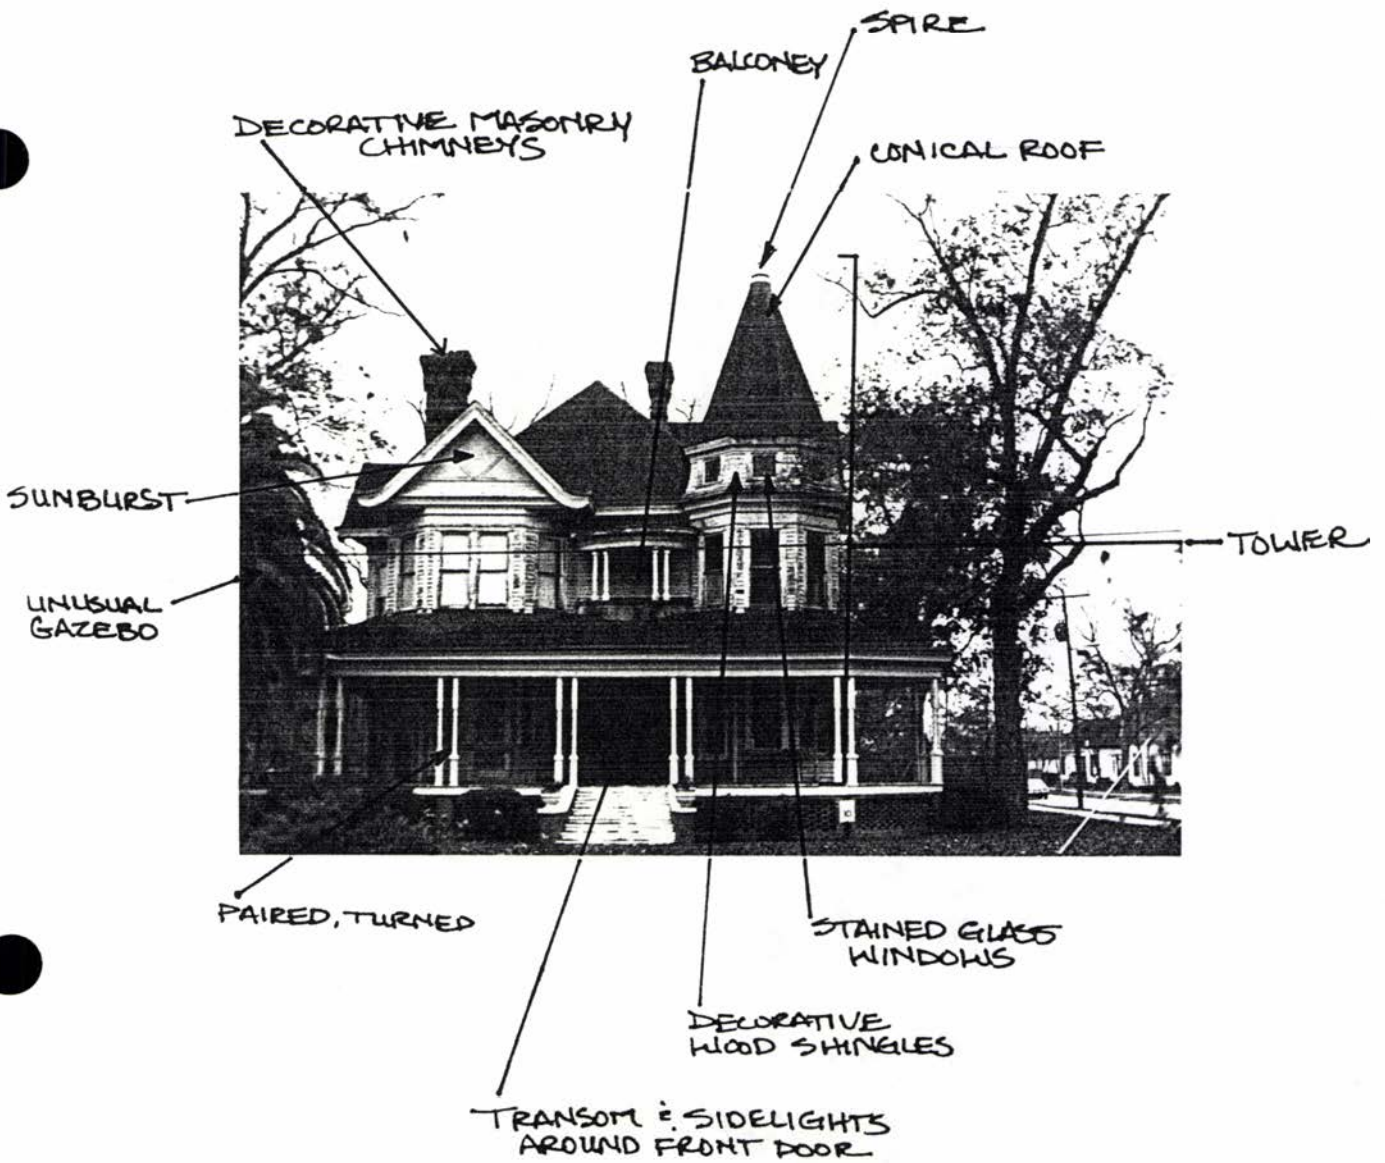 SPIRE
BALCONEY
DECORATIVE MASONRY
CHIMNEYS
CONICAL ROOF
SUNBURST
TOWER
UNUSUAL
GAZEBO
PAIRED, TURNED
STAINED GLASS
WINDOWS
DECORATIVE
WOOD SHINGLES
TRANSOM & SIDELIGHTS
AROUND FRONT DOOR